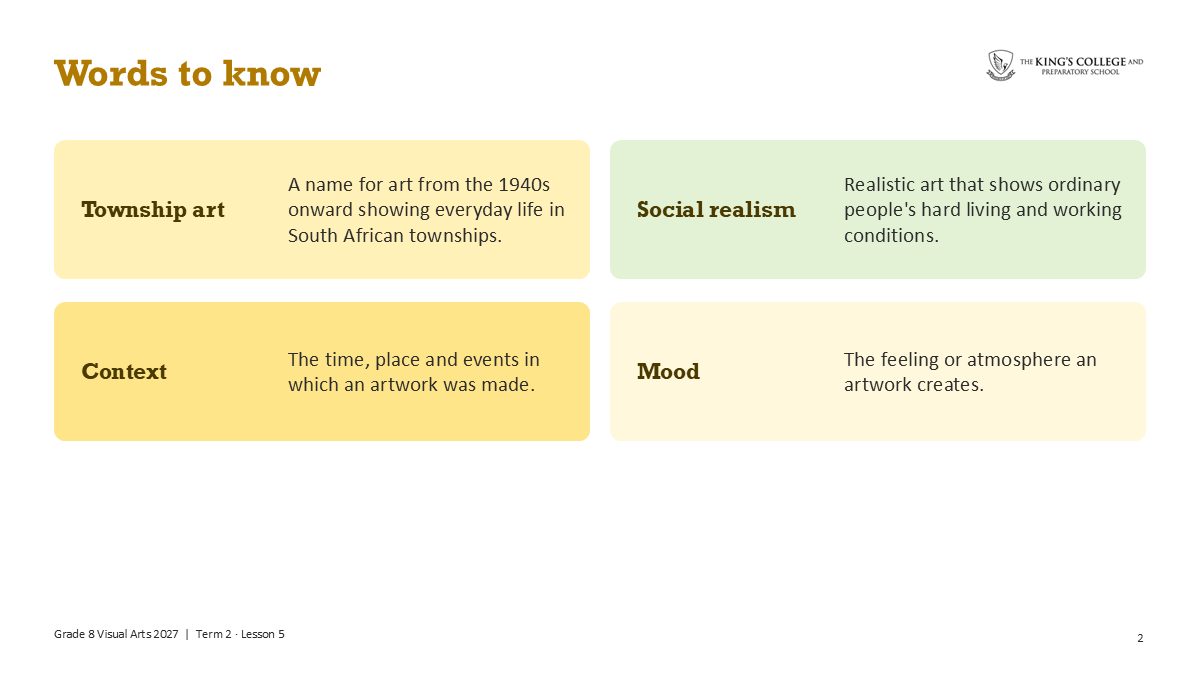 Words to know
THE KING'S COLLEGE AND
PREPARATORY SCHOOL
Township art
A name for art from the 1940s
onward showing everyday life in
South African townships.
Social realism
Realistic art that shows ordinary
people's hard living and working
conditions.
Context
The time, place and events in
which an artwork was made.
Mood
The feeling or atmosphere an
artwork creates.
Grade 8 Visual Arts 2027 | Term 2 · Lesson 5
2